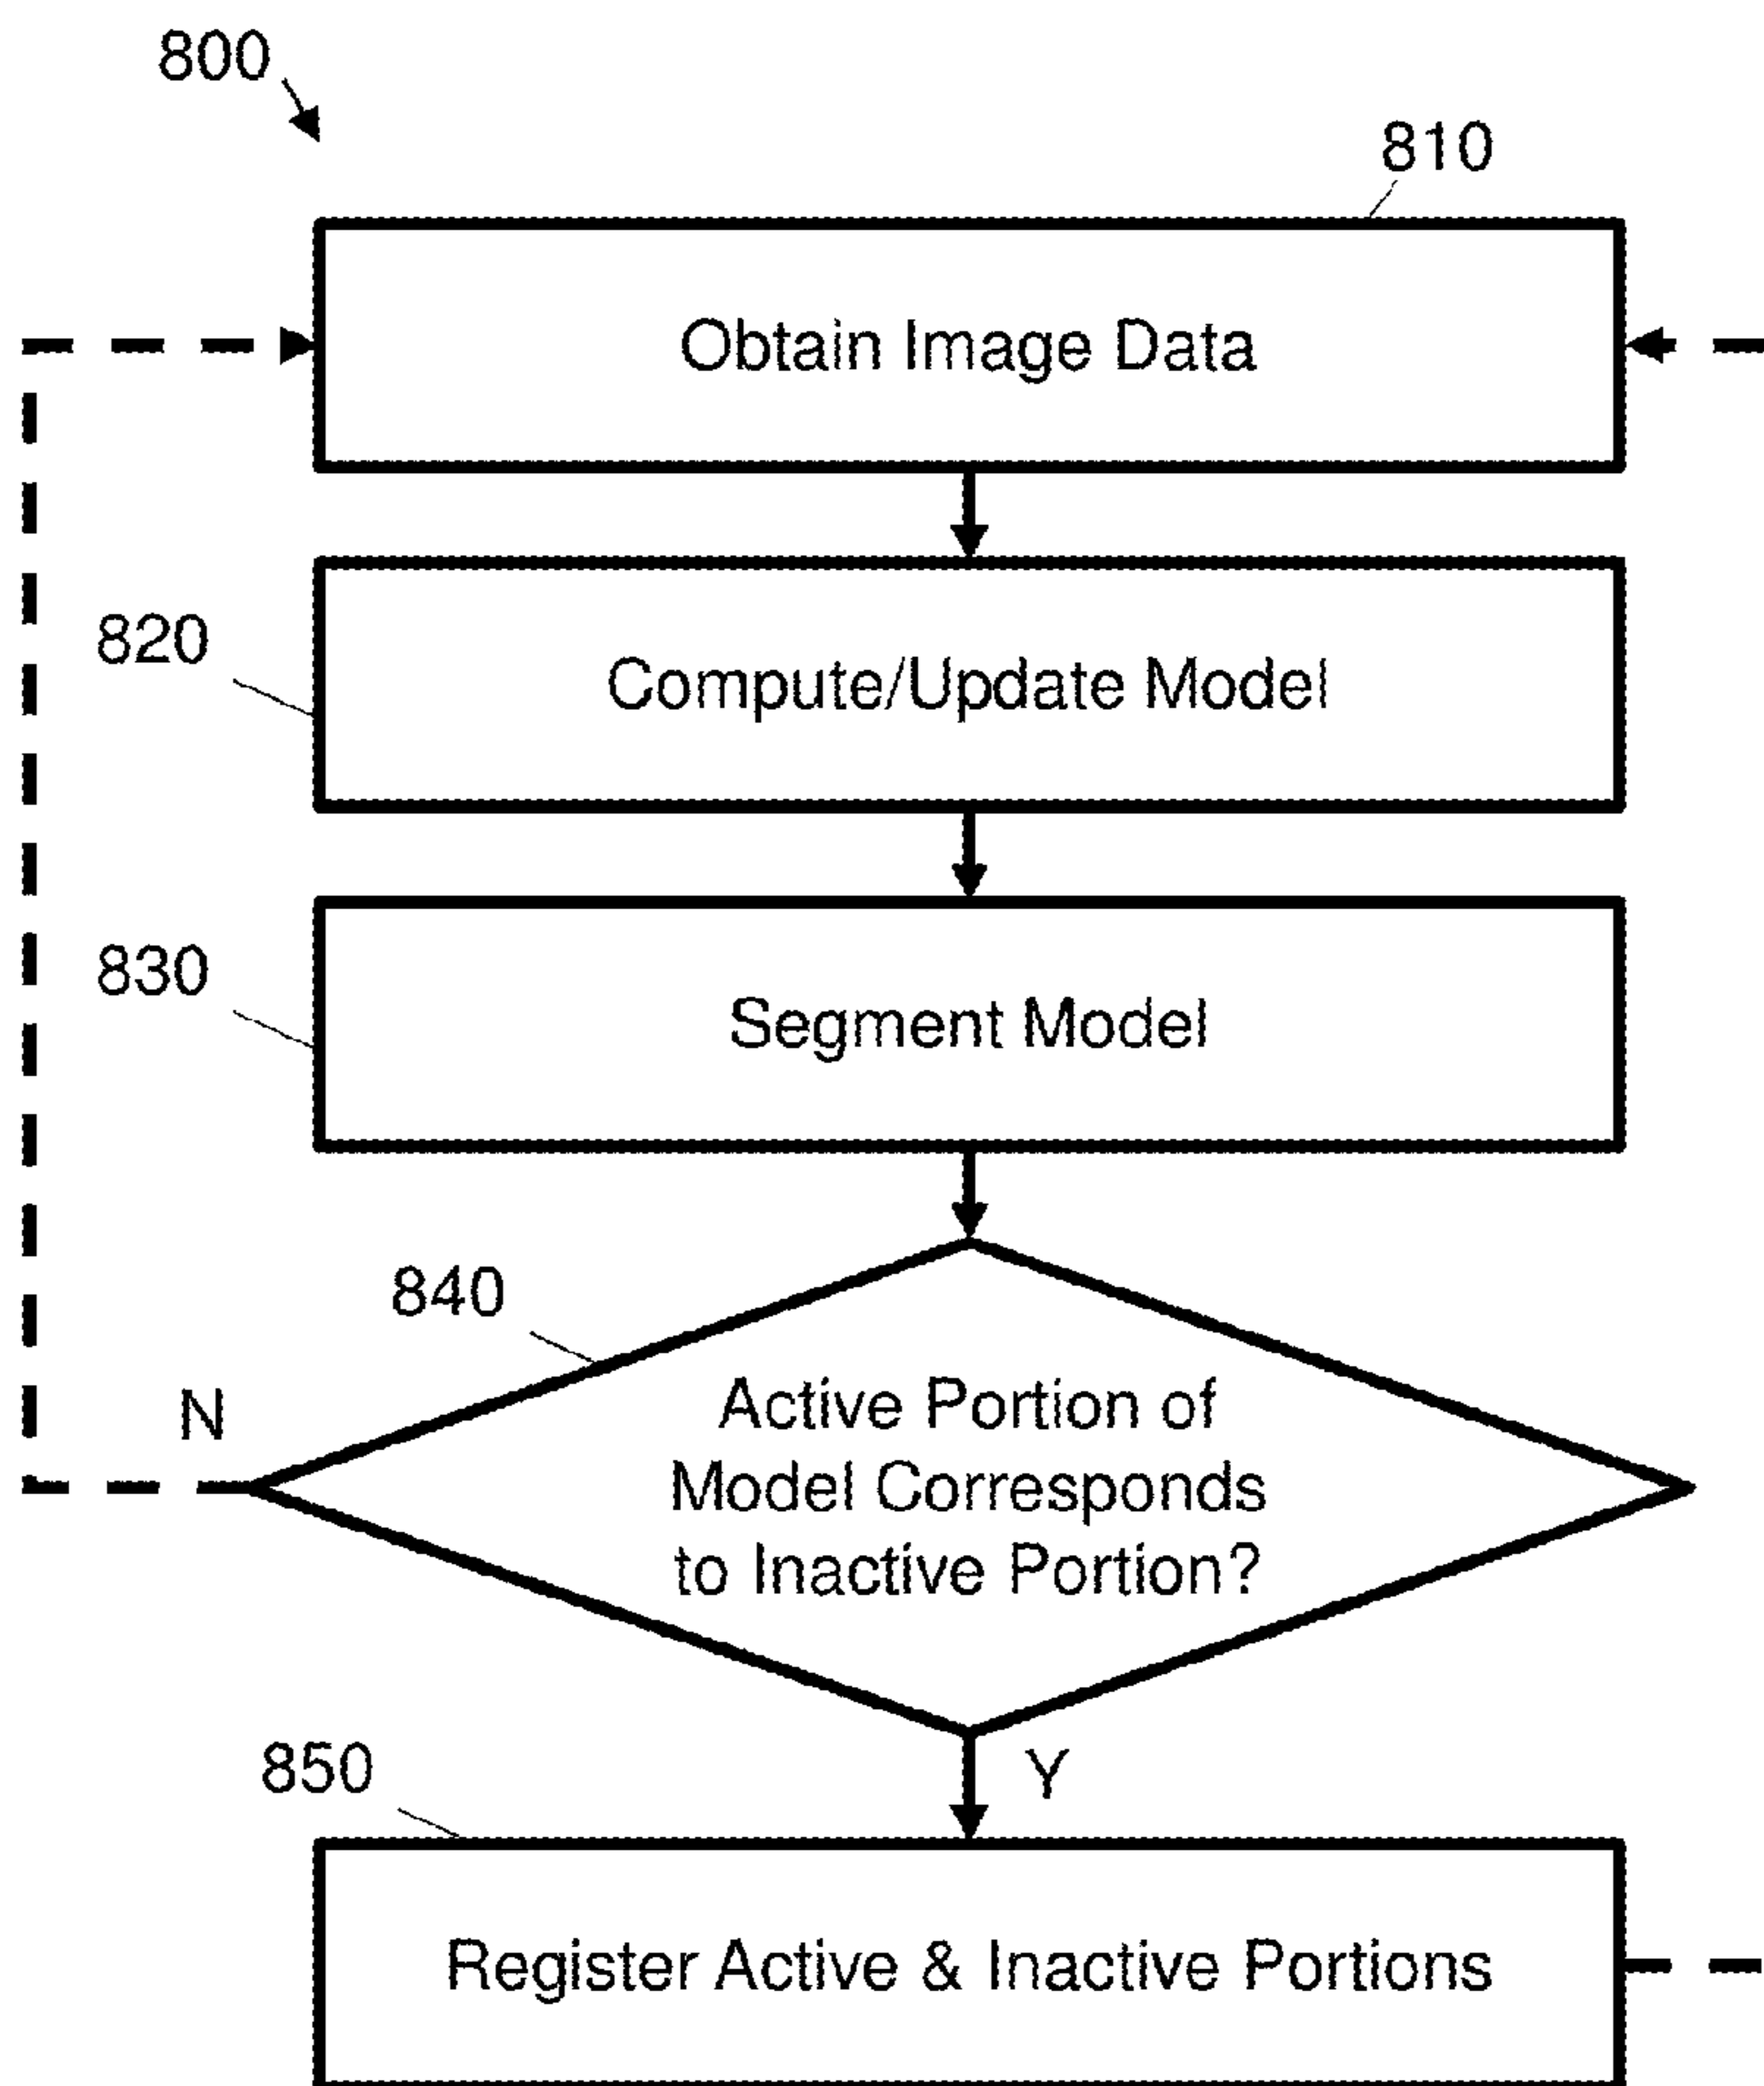 800
810
Obtain Image Data
820
Compute/Update Model
830
Segment Model
840
N
Active Portion of
Model Corresponds
to Inactive Portion?
850
Y
Register Active & Inactive Portions